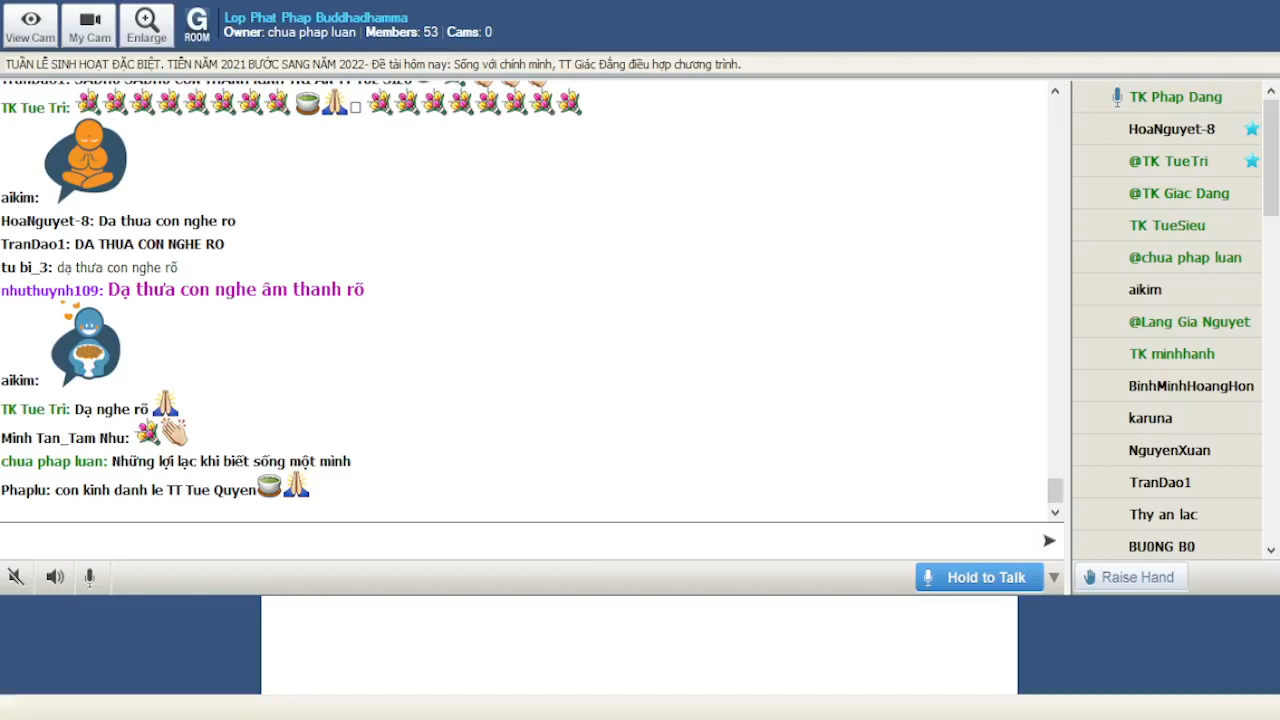 View Cam
My Cam
Enlarge
G
ROOM
Lop Phat Phap Buddhadhamma
Owner: chua phap luan | Members: 53 | Cams: 0
TUẦN LỄ SINH HOẠT ĐẶC BIỆT. TIỄN NĂM 2021 BƯỚC SANG NĂM 2022- Đề tài hôm nay: Sống với chính mình, TT Giác Đẳng điều hợp chương trình.
TK Tue Tri:
aikim:
HoaNguyet-8: Da thua con nghe ro
TranDao1: DA THUA CON NGHE RO
tu bi_3: dạ thưa con nghe rõ
nhuthuynh109: Dạ thưa con nghe âm thanh rõ
aikim:
TK Tue Tri: Dạ nghe rõ
Minh Tan_Tam Nhu:
chua phap luan: Những lợi lạc khi biết sống một mình
Phaplu: con kinh danh le TT Tue Quyen
Hold to Talk
TK Phap Dang
HoaNguyet-8
@TK TueTri
@TK Giac Dang
TK TueSieu
@chua phap luan
aikim
@Lang Gia Nguyet
TK minhhanh
BinhMinhHoangHon
karuna
NguyenXuan
TranDao1
Thy an lac
BU0NG B0
Raise Hand